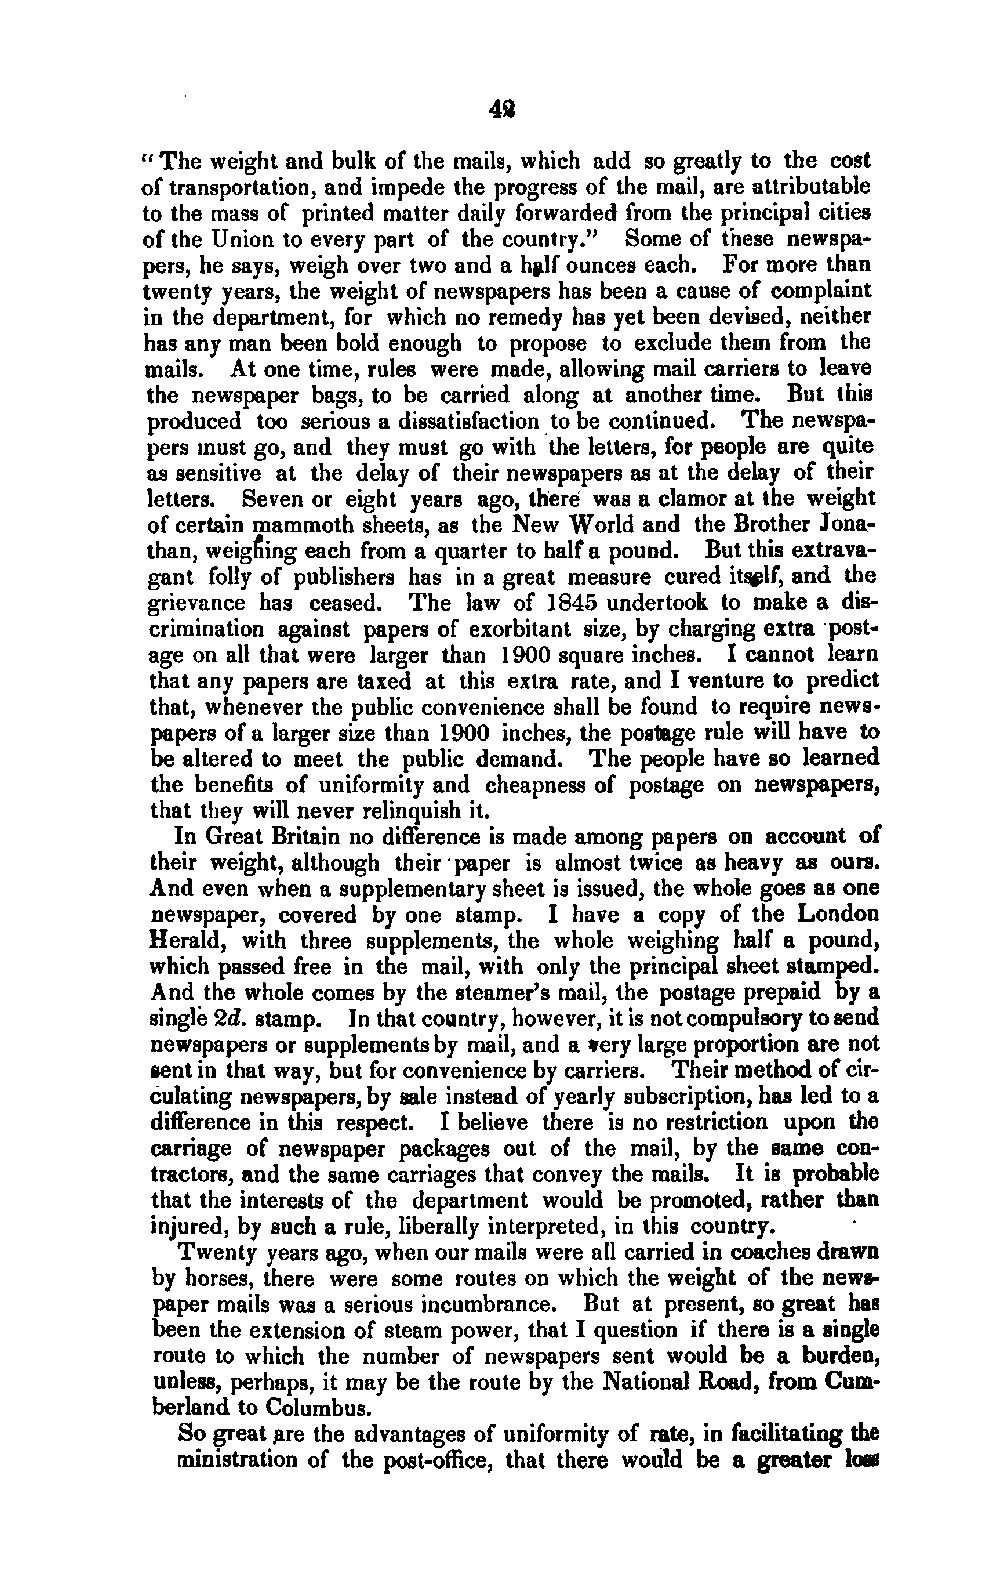 42
"The weight and bulk of the mails, which add so greatly to the cost
of transportation, and impede the progress of the mail, are attributable
to the mass of printed matter daily forwarded from the principal cities
of the Union to every part of the country." Some of these newspa-
pers, he says, weigh over two and a half ounces each. For more than
twenty years, the weight of newspapers has been a cause of complaint
in the department, for which no remedy has yet been devised, neither
has any man been bold enough to propose to exclude them from the
mails. At one time, rules were made, allowing mail carriers to leave
the newspaper bags, to be carried along at another time. But this
produced too serious a dissatisfaction to be continued. The newspa-
pers must go, and they must go with the letters, for people are quite
as sensitive at the delay of their newspapers as at the delay of their
letters. Seven or eight years ago, there was a clamor at the weight
of certain mammoth sheets, as the New World and the Brother Jona-
than, weighing each from a quarter to half a pound. But this extrava-
gant folly of publishers has in a great measure cured itself, and the
grievance has ceased. The law of 1845 undertook to make a dis-
crimination against papers of exorbitant size, by charging extra post-
age on all that were larger than 1900 square inches. I cannot learn
that any papers are taxed at this extra rate, and I venture to predict
that, whenever the public convenience shall be found to require news-
papers of a larger size than 1900 inches, the postage rule will have to
be altered to meet the public demand. The people have so learned
the benefits of uniformity and cheapness of postage on newspapers,
that they will never relinquish it.
In Great Britain no difference is made among papers on account of
their weight, although their paper is almost twice as heavy as ours.
And even when a supplementary sheet is issued, the whole goes as one
newspaper, covered by one stamp. I have a copy of the London
Herald, with three supplements, the whole weighing half a pound,
which passed free in the mail, with only the principal sheet stamped.
And the whole comes by the steamer's mail, the postage prepaid by a
single 2d. stamp. In that country, however, it is not compulsory to send
newspapers or supplements by mail, and a very large proportion are not
sent in that way, but for convenience by carriers. Their method of cir-
culating newspapers, by sale instead of yearly subscription, has led to a
difference in this respect. I believe there is no restriction upon the
carriage of newspaper packages out of the mail, by the same con-
tractors, and the same carriages that convey the mails. It is probable
that the interests of the department would be promoted, rather than
injured, by such a rule, liberally interpreted, in this country.
Twenty years ago, when our mails were all carried in coaches drawn
by horses, there were some routes on which the weight of the news-
paper mails was a serious incumbrance. But at present, so great has
been the extension of steam power, that I question if there is a single
route to which the number of newspapers sent would be a burden,
unless, perhaps, it may be the route by the National Road, from Cum-
berland to Columbus.
So great are the advantages of uniformity of rate, in facilitating the
ministration of the post-office, that there would be a greater loss